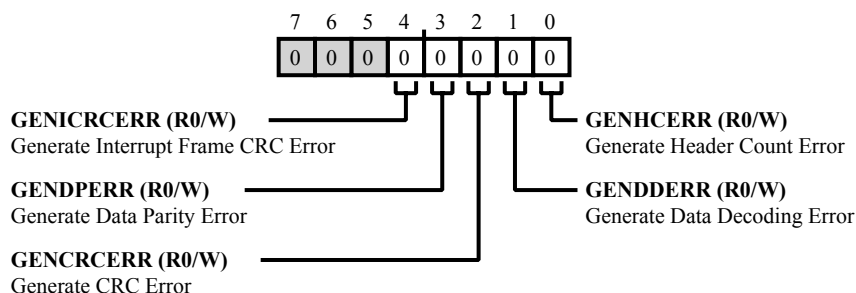 7 6 5 4 3 2 1 0
0 0 0 0 0 0 0 0
GENICRCERR (R0/W)
Generate Interrupt Frame CRC Error
GENHCERR (R0/W)
Generate Header Count Error
GENDPERR (R0/W)
Generate Data Parity Error
GENDDERR (R0/W)
Generate Data Decoding Error
GENCRCERR (R0/W)
Generate CRC Error